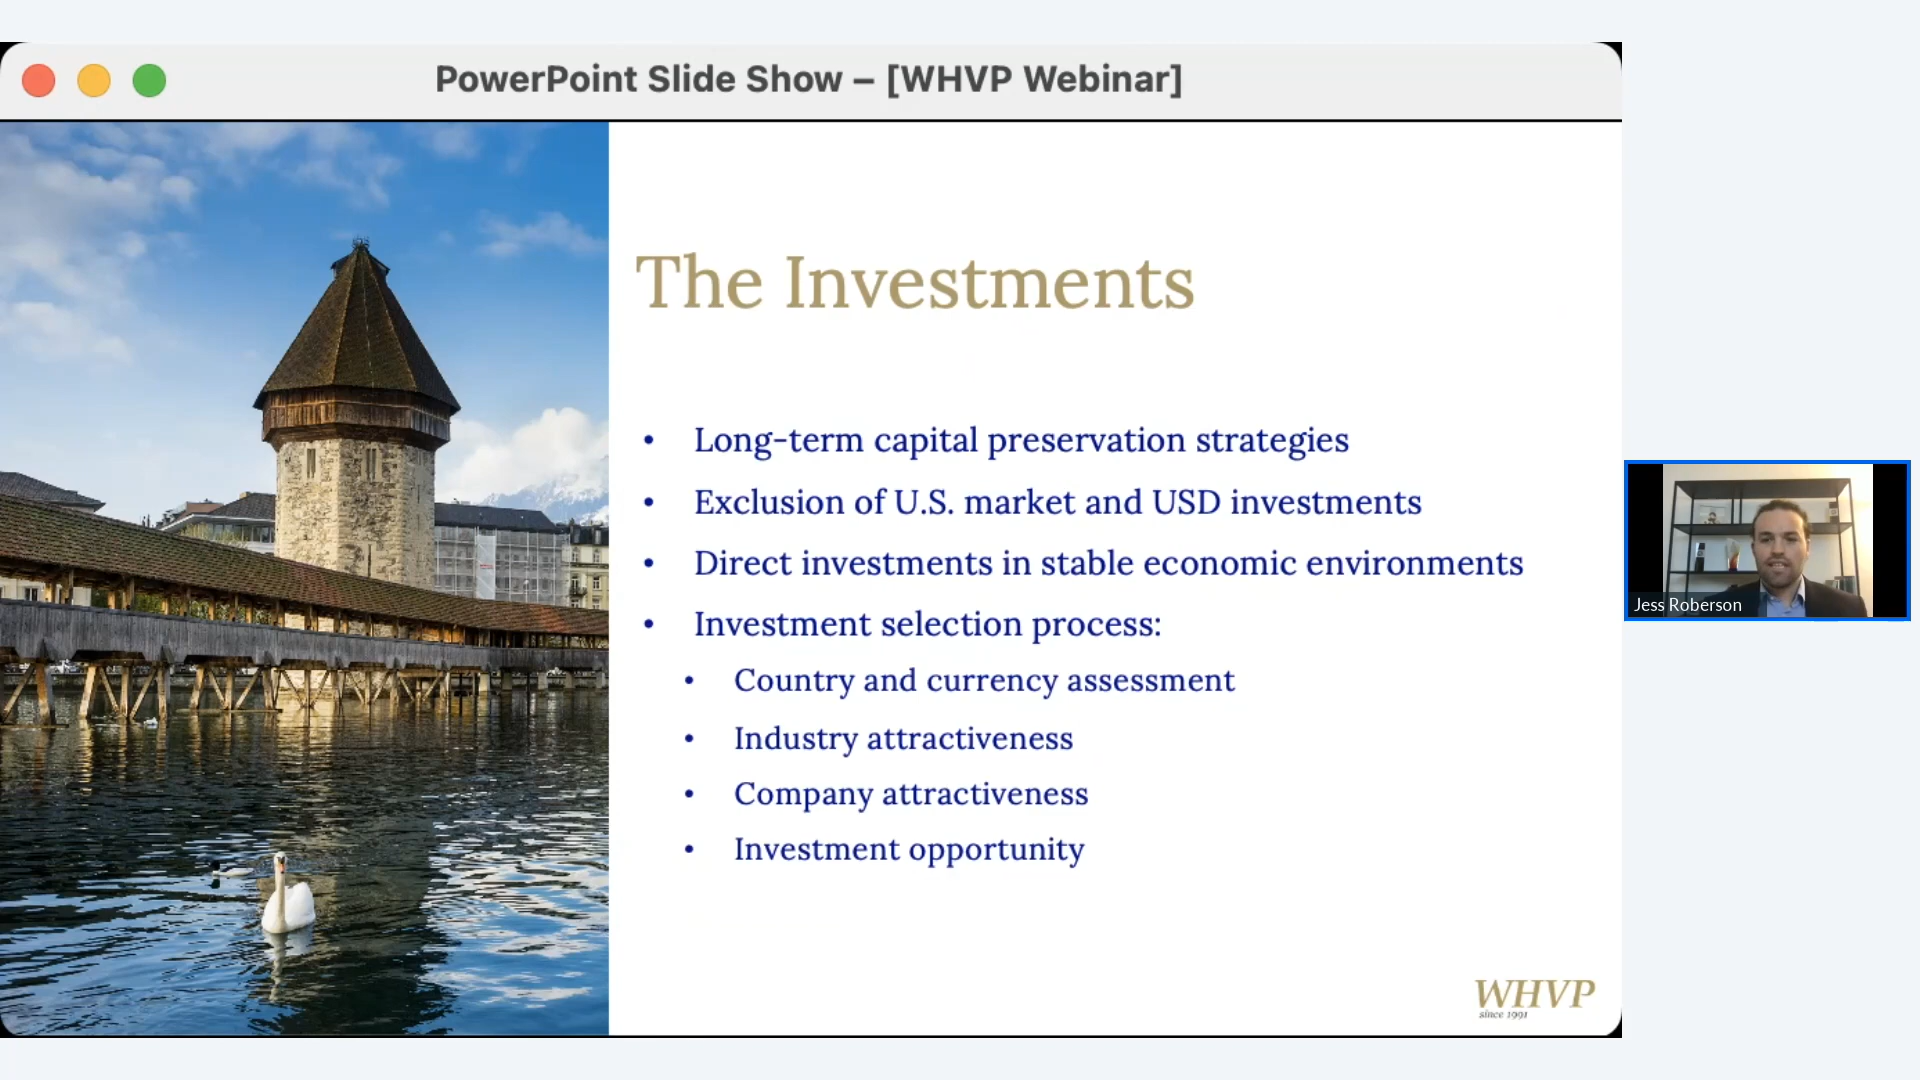 PowerPoint Slide Show – [WHVP Webinar]
The Investments
• Long-term capital preservation strategies
• Exclusion of U.S. market and USD investments
• Direct investments in stable economic environments
• Investment selection process:
• Country and currency assessment
• Industry attractiveness
• Company attractiveness
• Investment opportunity
WHVP
since 1991
Jess Roberson